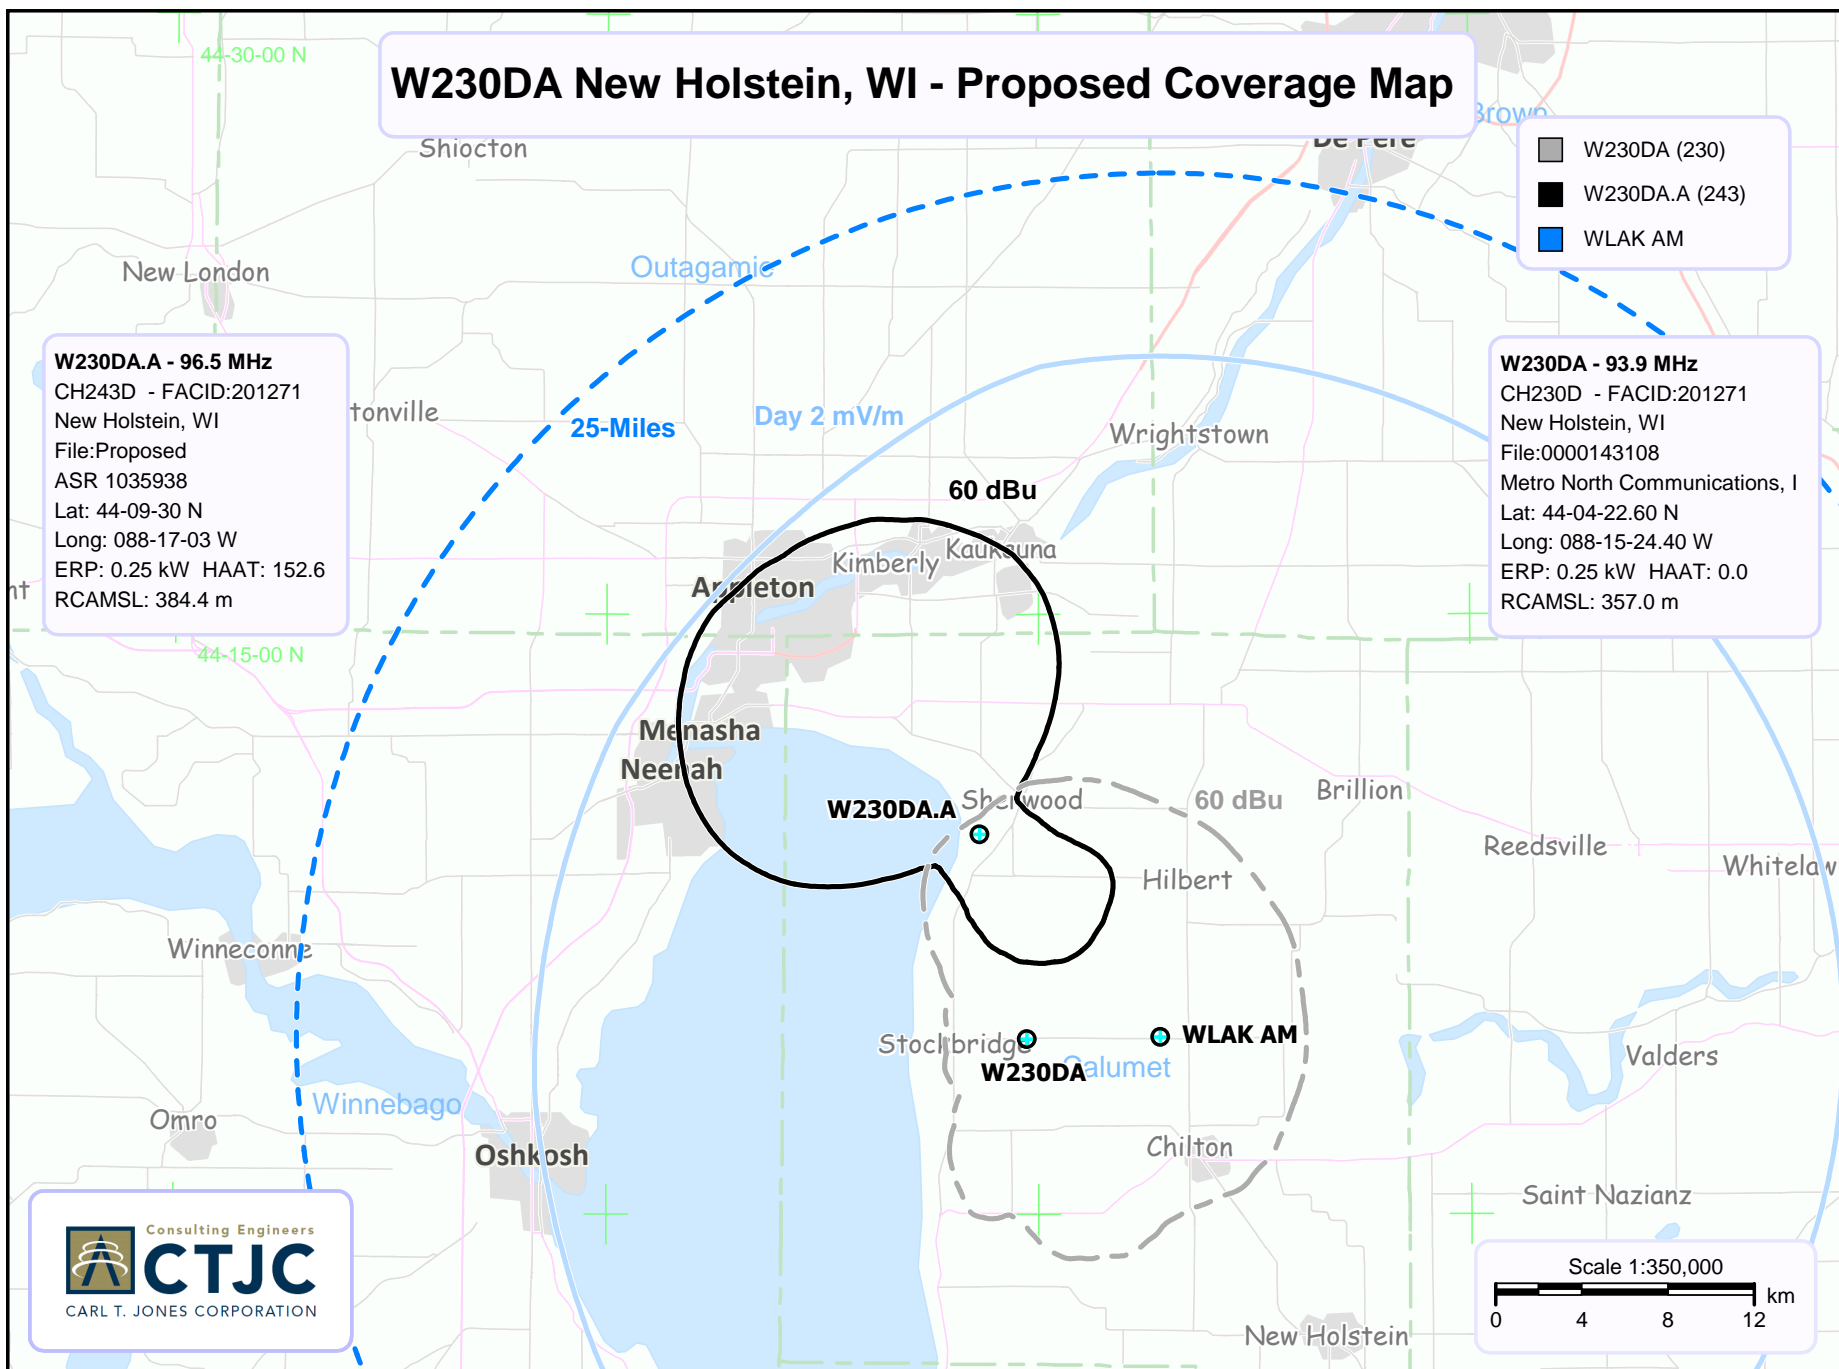 44-30-00 N
W230DA New Holstein, WI - Proposed Coverage Map
Brown
De Pere
Shiocton
W230DA (230)
W230DA.A (243)
WLAK AM
New London
Outagamie
W230DA.A - 96.5 MHz
CH243D - FACID:201271
New Holstein, WI
File:Proposed
ASR 1035938
Lat: 44-09-30 N
Long: 088-17-03 W
ERP: 0.25 kW HAAT: 152.6
RCAMSL: 384.4 m
tonville
25-Miles
Day 2 mV/m
Wrightstown
W230DA - 93.9 MHz
CH230D - FACID:201271
New Holstein, WI
File:0000143108
Metro North Communications, I
Lat: 44-04-22.60 N
Long: 088-15-24.40 W
ERP: 0.25 kW HAAT: 0.0
RCAMSL: 357.0 m
60 dBu
Kaukauna
Kimberly
Appleton
nt
44-15-00 N
Menasha
Neenah
W230DA.A
Sherwood
60 dBu
Brillion
Reedsville
Whitelaw
Hilbert
Winneconne
Stockbridge
WLAK AM
W230DA
Calumet
Valders
Winnebago
Omro
Oshkosh
Chilton
Saint Nazianz
New Holstein
Consulting Engineers
CTJC
CARL T. JONES CORPORATION
Scale 1:350,000
km
0 4 8 12